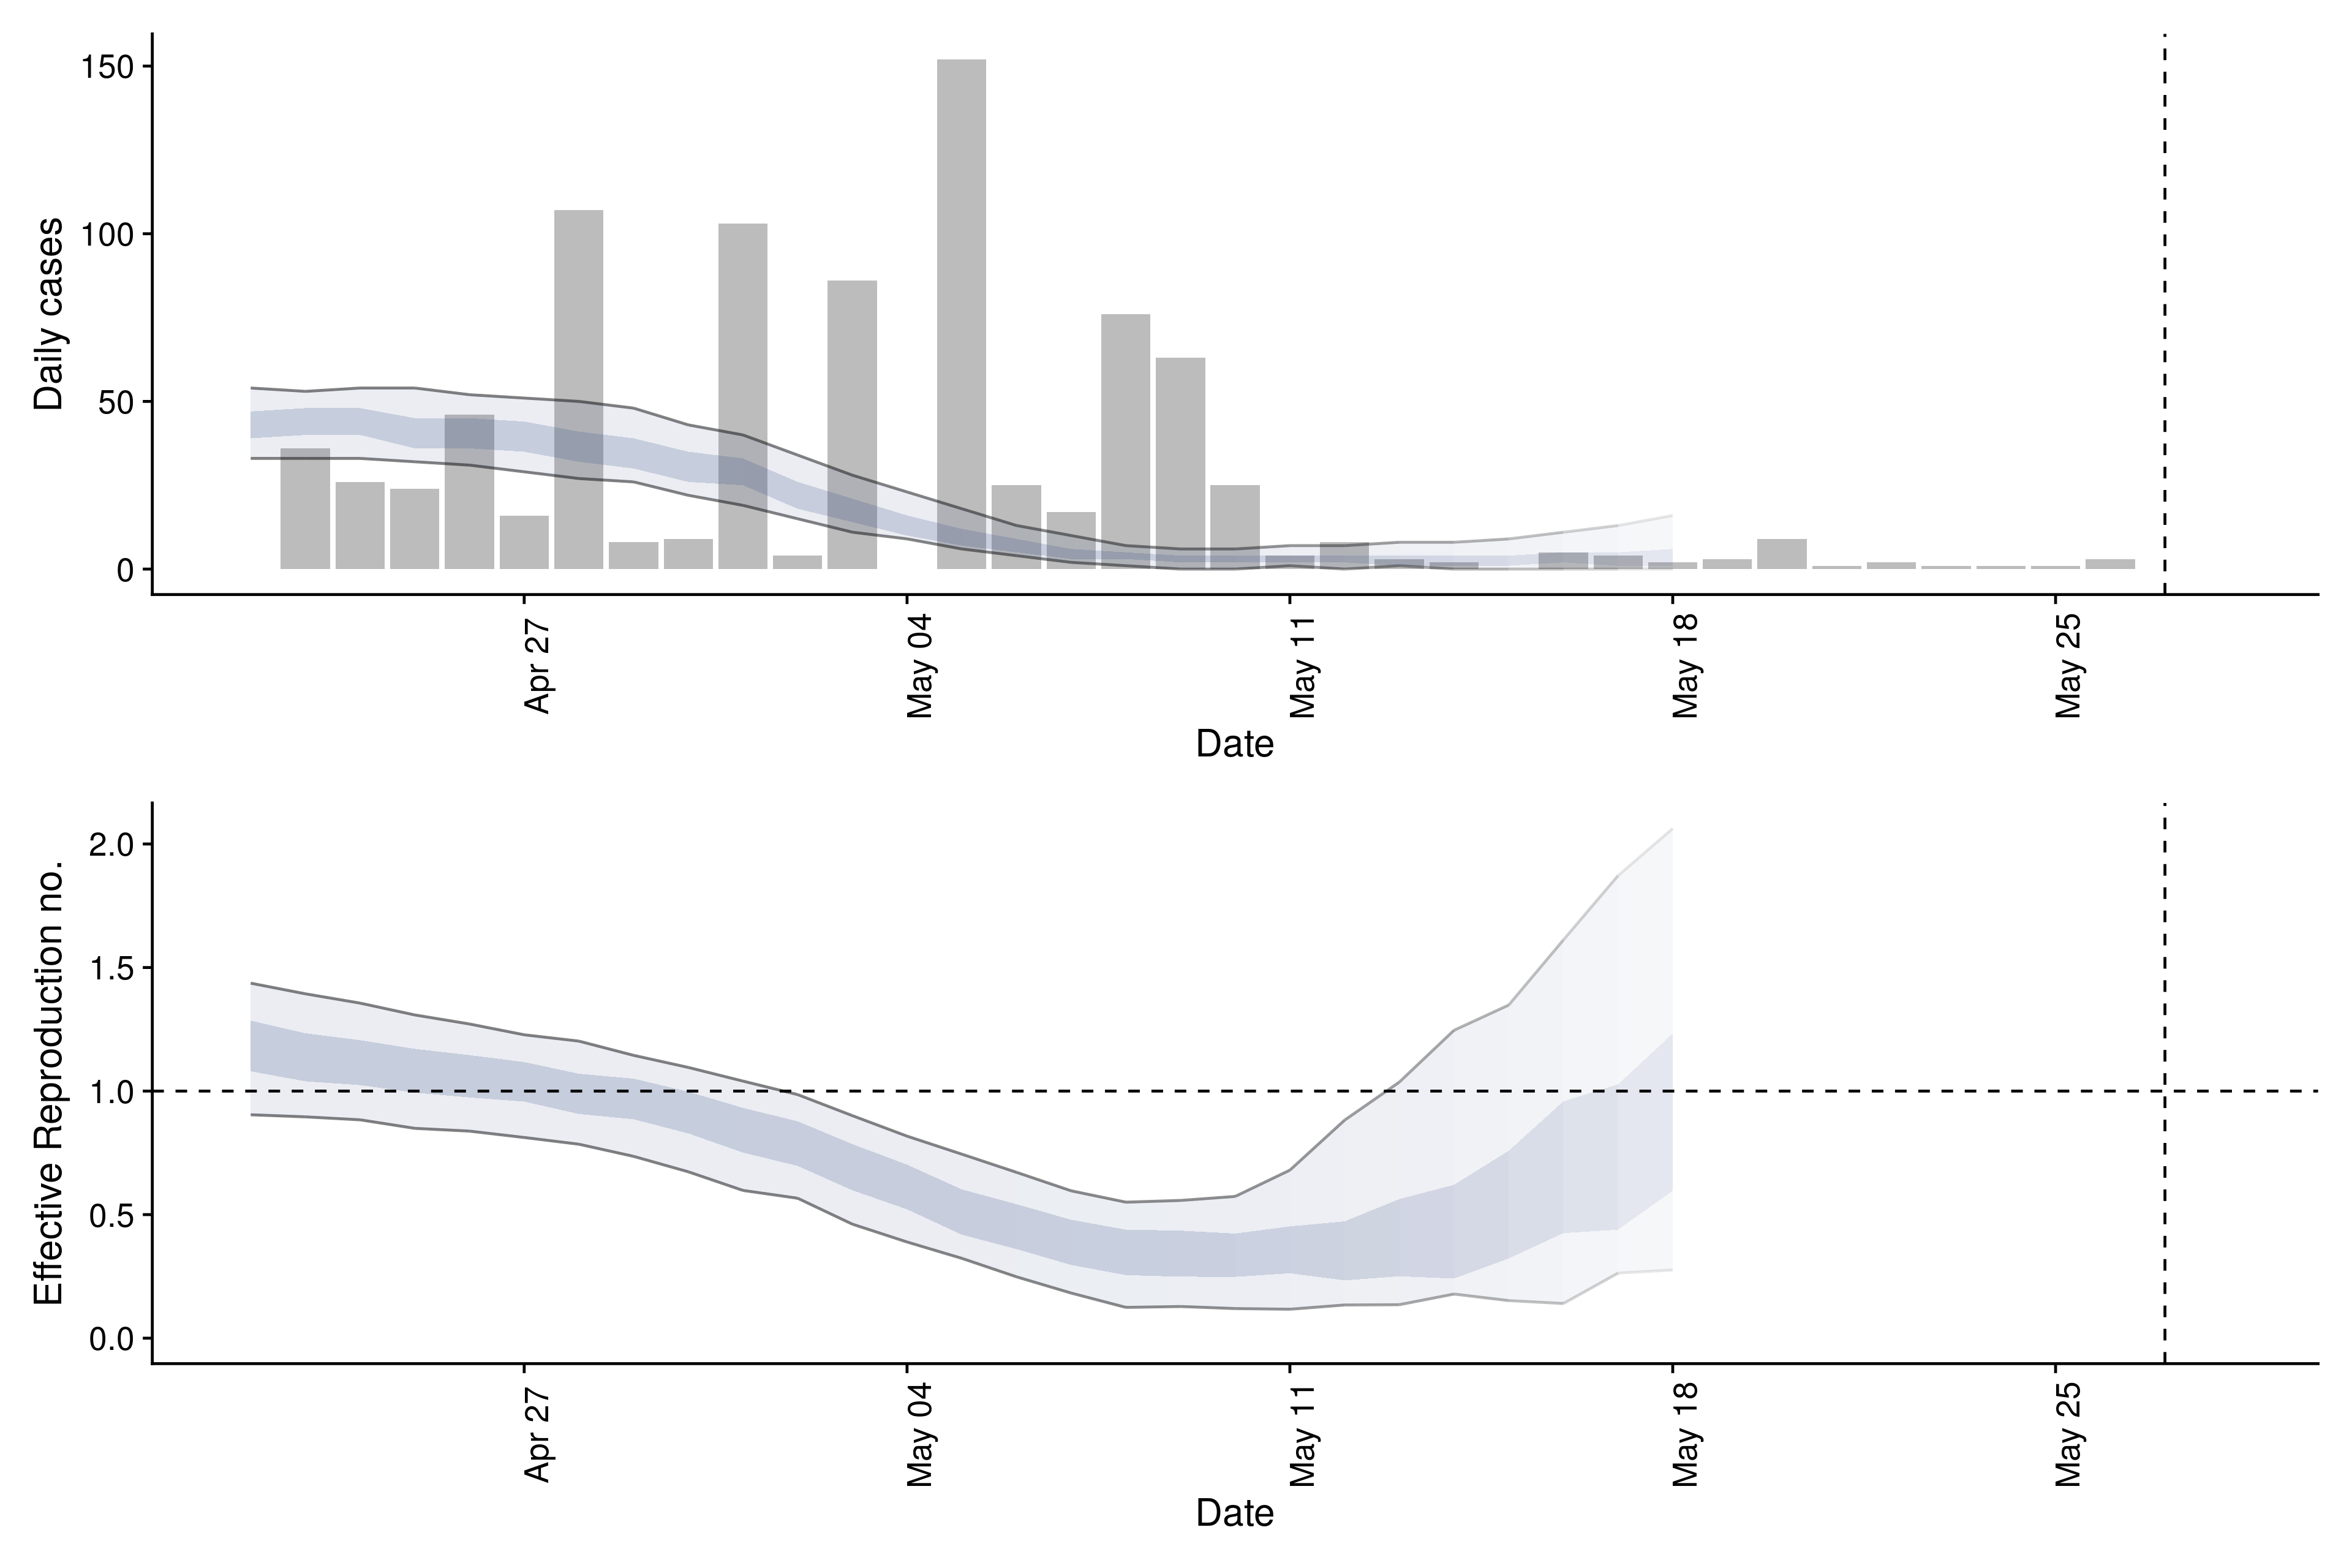 Daily cases
150
100
50
0
Apr 27
May 04
May 11
May 18
May 25
Date
Effective Reproduction no.
2.0
1.5
1.0
0.5
0.0
Apr 27
May 04
May 11
May 18
May 25
Date